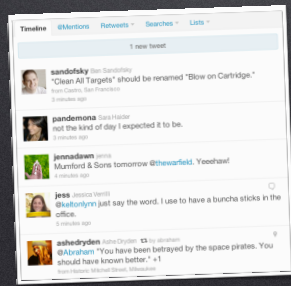 Timeline @Mentions Retweets Searches Lists
1 new tweet
sandofsky Ben Sandofsky
"Clean All Targets" should be renamed "Blow on Cartridge."
from Castro, San Francisco
3 minutes ago
pandemona Sara Haider
not the kind of day I expected it to be.
3 minutes ago
jennadawn jenna
Mumford & Sons tomorrow @thewarfield. Yeeshaw!
4 minutes ago
jess Jessica Verrilli
@keltonlynn just say the word. I use to have a buncha sticks in the
office.
5 minutes ago
ashedryden Ashe Dryden by abraham
@Abraham "You have been betrayed by the space pirates. You
should have known better." +1
from Historic Mitchell Street, Milwaukee